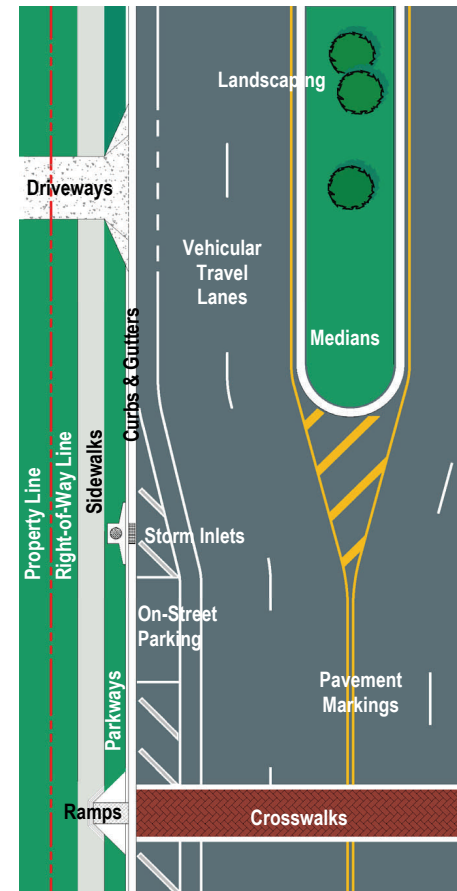 Landscaping
Driveways
Vehicular
Travel
Lanes
Medians
Curbs & Gutters
Property Line
Right-of-Way Line
Sidewalks
Storm Inlets
On-Street
Parking
Parkways
Pavement
Markings
Ramps
Crosswalks